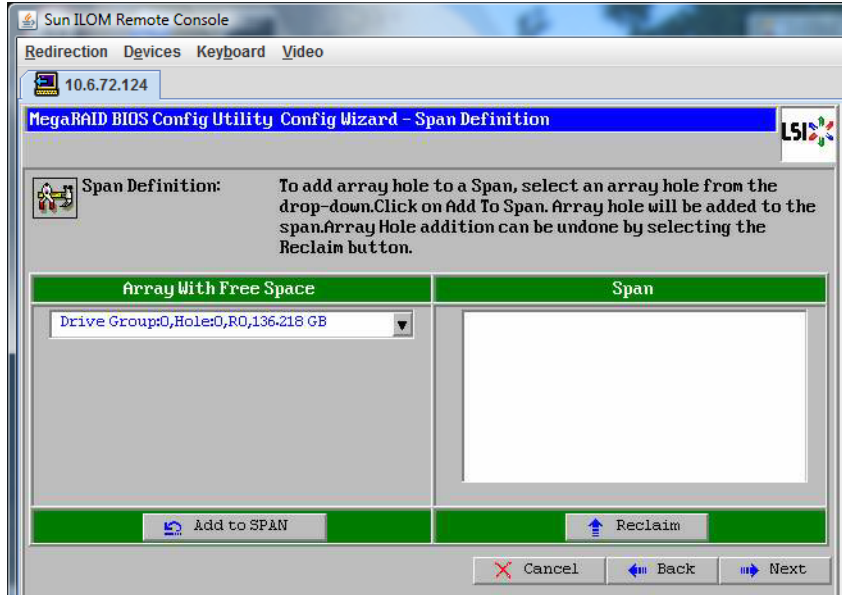 Sun ILOM Remote Console
Redirection Devices Keyboard Video
10.6.72.124
MegaRAID BIOS Config Utility Config Wizard - Span Definition
LSI
Span Definition:
To add array hole to a Span, select an array hole from the
drop-down.Click on Add To Span. Array hole will be added to the
span.Array Hole addition can be undone by selecting the
Reclaim button.
Array With Free Space
Span
Drive Group:0,Hole:0,R0,136.218 GB
Add to SPAN
Reclaim
Cancel
Back
Next